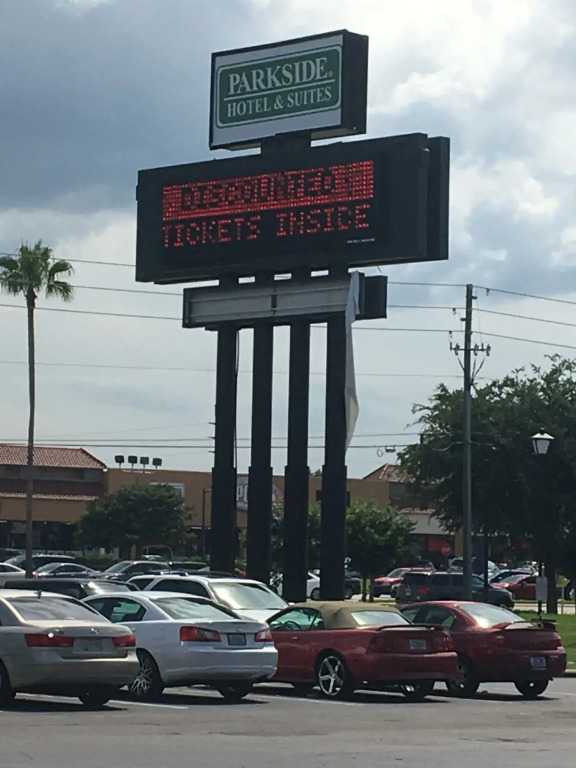 PARKSIDE
HOTEL & SUITES
DISCOUNTED
TICKETS INSIDE